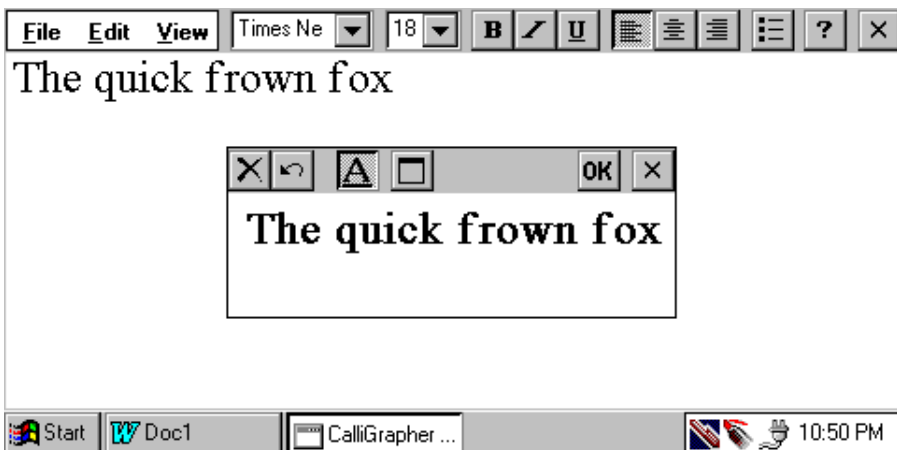 File Edit View Times Ne 18 B I U ?
The quick frown fox
A OK
The quick frown fox
Start Doc1 CalliGrapher ... 10:50 PM